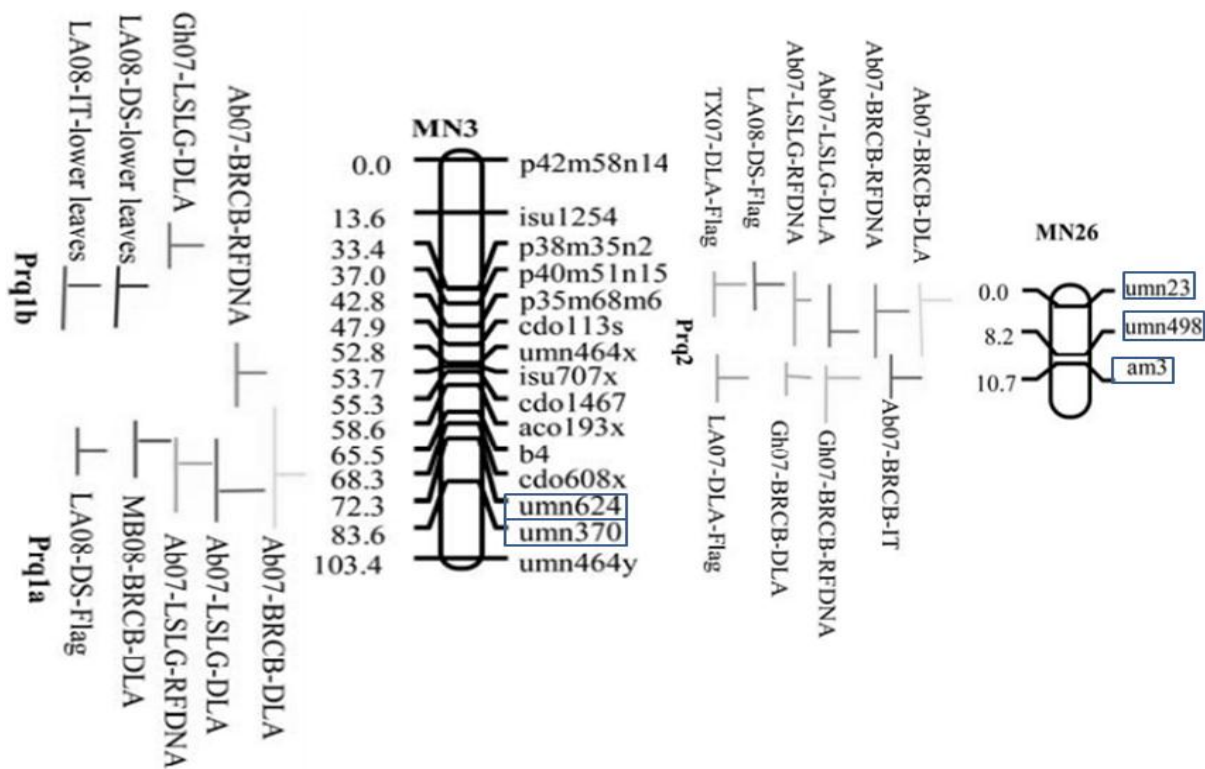 LA08-IT-lower leaves
LA08-DS-lower leaves
Gh07-LSLG-DLA
Ab07-BRCB-RFDNA
Prq1b
Prq1a
LA08-DS-Flag
MB08-BRCB-DLA
Ab07-LSLG-RFDNA
Ab07-LSLG-DLA
Ab07-BRCB-DLA
MN3
0.0 p42m58n14
13.6 isu1254
33.4 p38m35n2
37.0 p40m51n15
42.8 p35m68m6
47.9 cdo113s
52.8 umn464x
53.7 isu707x
55.3 cdo1467
58.6 aco193x
65.5 b4
68.3 cdo608x
72.3 umn624
83.6 umn370
103.4 umn464y
TX07-DLA-Flag
LA08-DS-Flag
Ab07-LSLG-RFDNA
Ab07-LSLG-DLA
Ab07-BRCB-RFDNA
Ab07-BRCB-DLA
Prq2
LA07-DLA-Flag
Gh07-BRCB-DLA
Gh07-BRCB-RFDNA
Ab07-BRCB-IT
MN26
0.0 umn23
8.2 umn498
10.7 am3